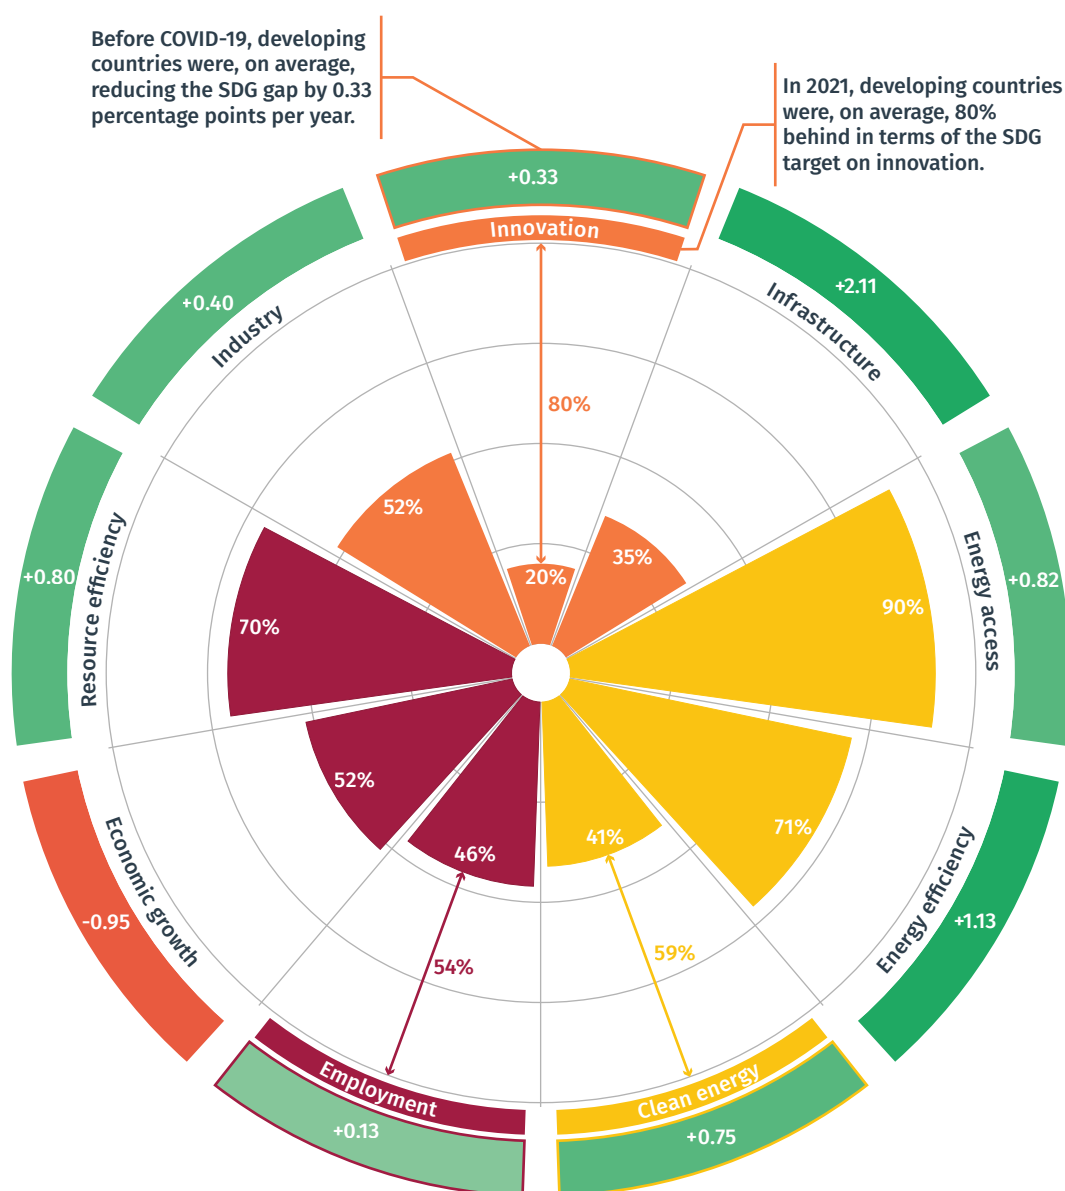 Before COVID-19, developing
countries were, on average,
reducing the SDG gap by 0.33
percentage points per year.
In 2021, developing countries
were, on average, 80%
behind in terms of the SDG
target on innovation.
+0.33
Innovation
+0.40
Industry
+2.11
Infrastructure
80%
52%
20%
35%
+0.80
Resource efficiency
70%
90%
Energy access
+0.82
52%
71%
46%
41%
-0.95
Economic growth
54%
59%
Energy efficiency
+1.13
Employment
+0.13
Clean energy
+0.75